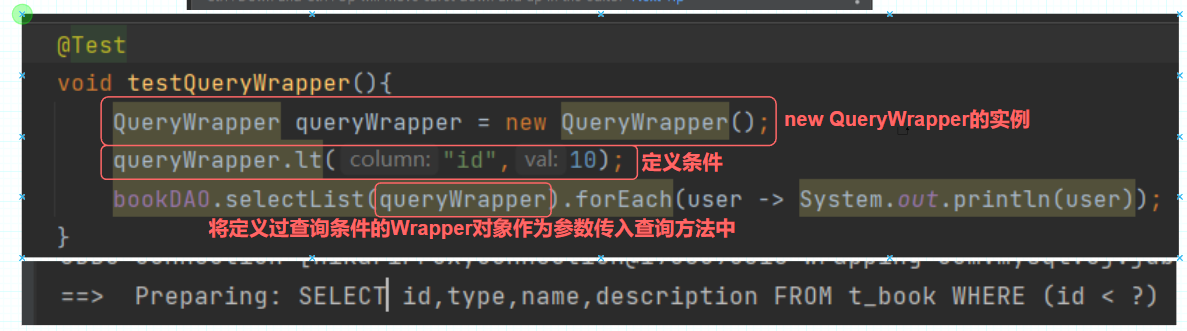 @Test
void testQueryWrapper(){
QueryWrapper queryWrapper = new QueryWrapper(); new QueryWrapper的实例
queryWrapper.lt( column: "id", val: 10); 定义条件
bookDAO.selectList(queryWrapper).forEach(user -> System.out.println(user));
将定义过查询条件的Wrapper对象作为参数传入查询方法中
}
==> Preparing: SELECT id,type,name,description FROM t_book WHERE (id < ?)